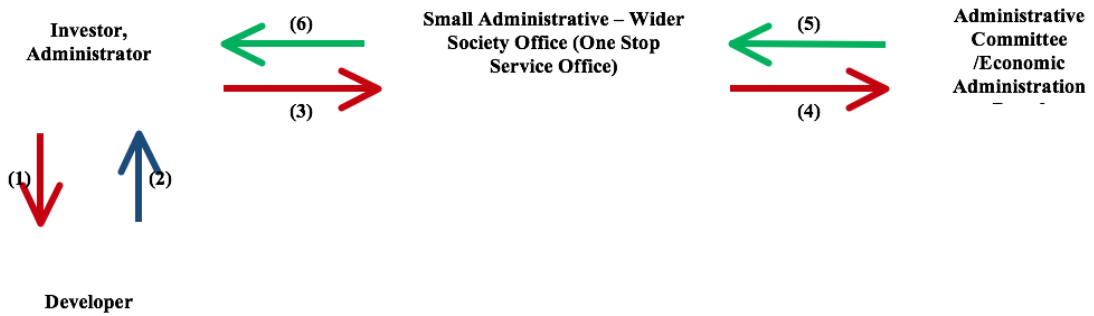 Investor,
Administrator
(6)
(3)
Small Administrative – Wider
Society Office (One Stop
Service Office)
(5)
(4)
Administrative
Committee
/Economic
Administration
(1)
(2)
Developer